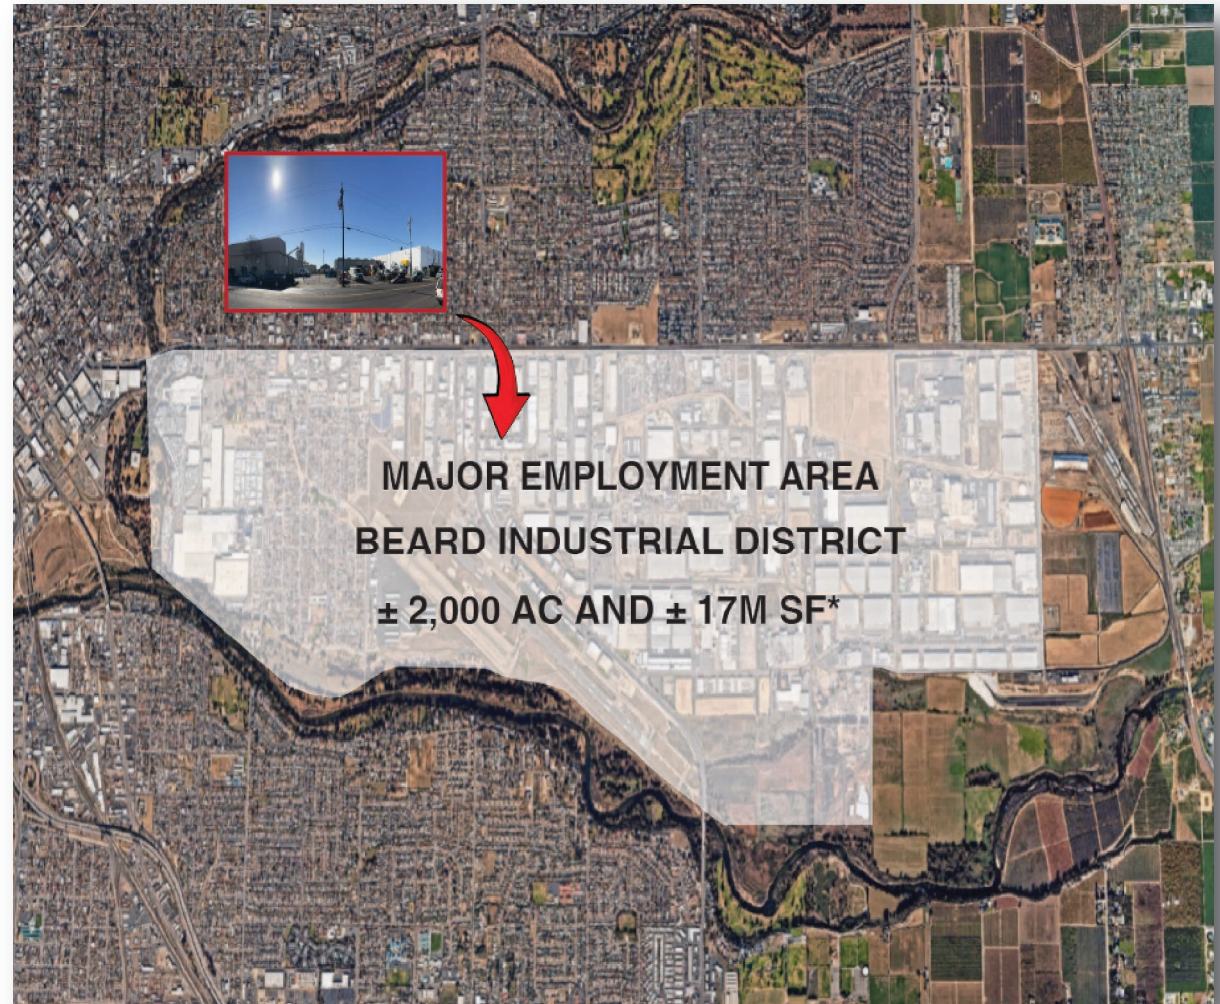 MAJOR EMPLOYMENT AREA
BEARD INDUSTRIAL DISTRICT
± 2,000 AC AND ± 17M SF*